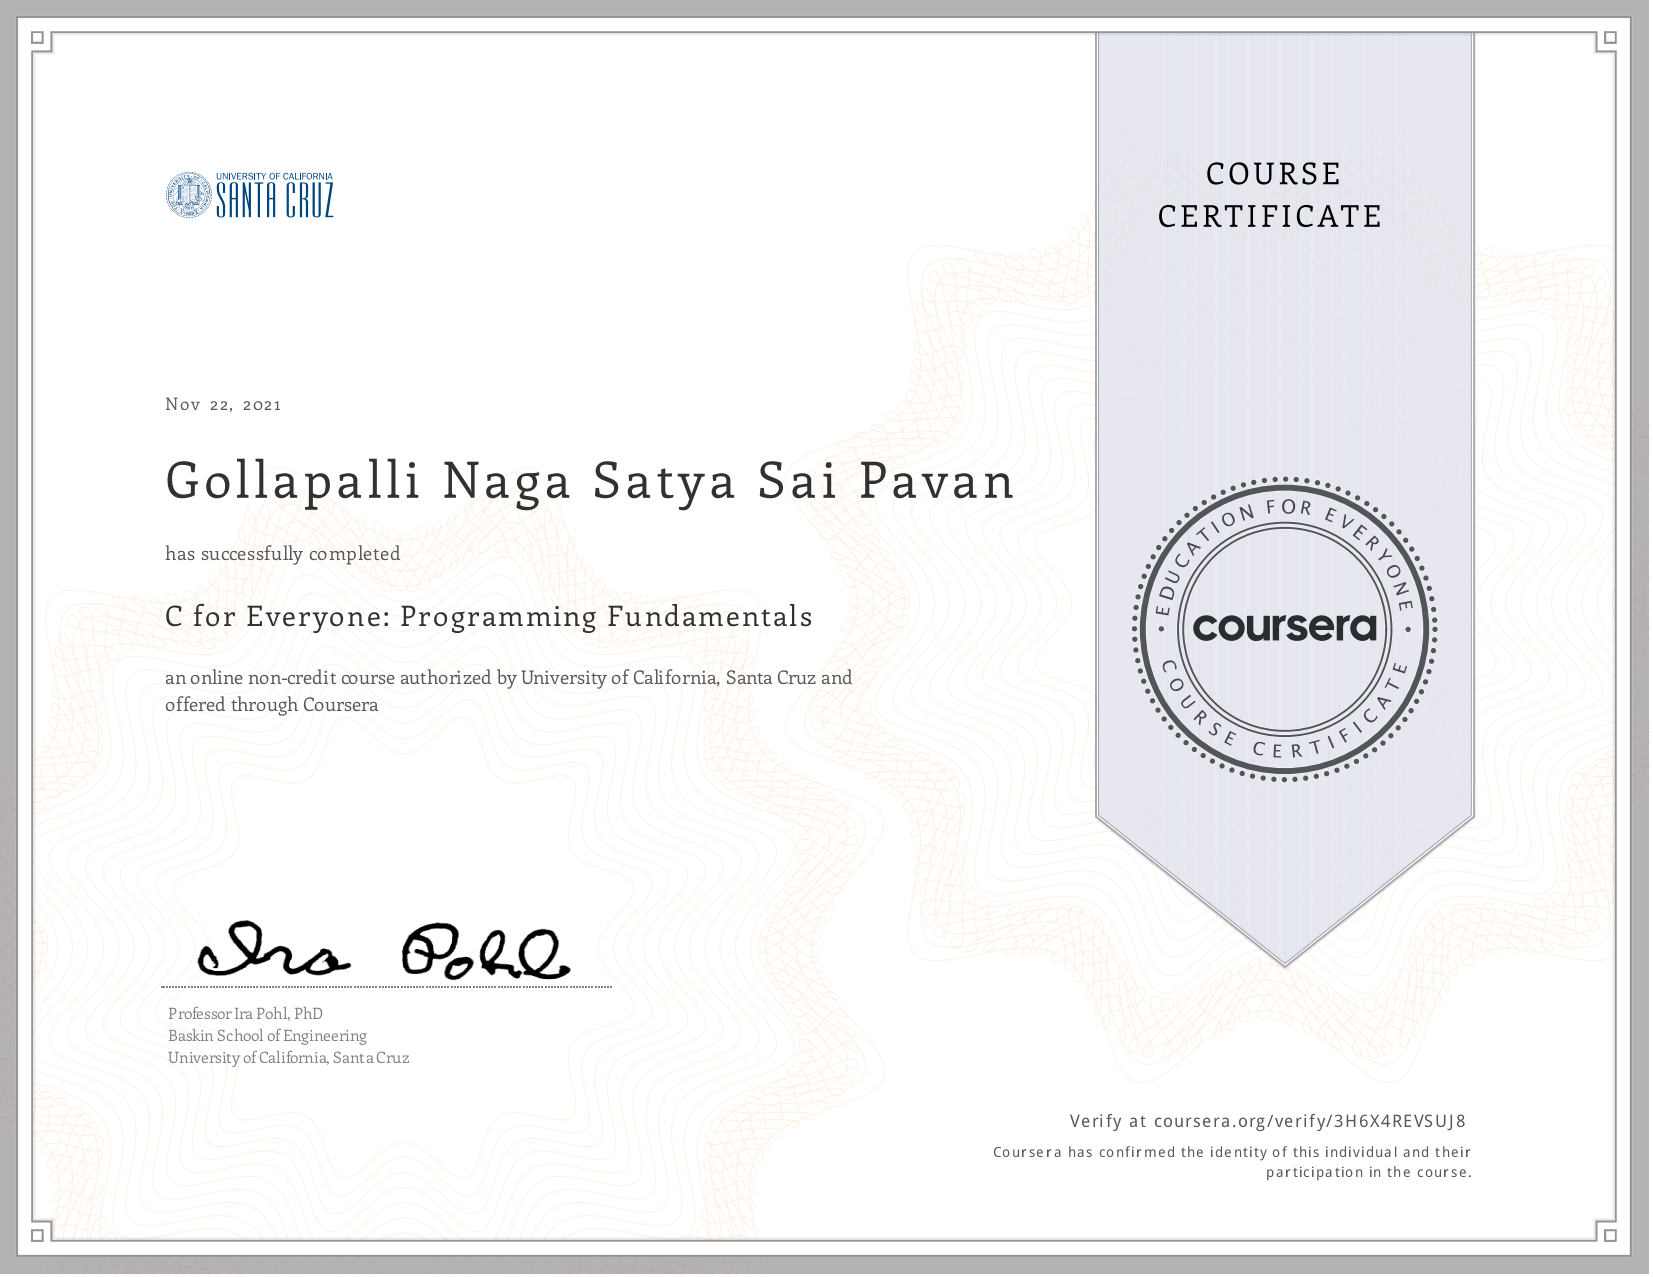 UNIVERSITY OF CALIFORNIA
SANTA CRUZ
COURSE
CERTIFICATE
Nov 22, 2021
Gollapalli Naga Satya Sai Pavan
has successfully completed
C for Everyone: Programming Fundamentals
an online non-credit course authorized by University of California, Santa Cruz and
offered through Coursera
EDUCATION FOR EVERYONE
coursera
COURSE CERTIFICATE
Ira Pohl
Professor Ira Pohl, PhD
Baskin School of Engineering
University of California, Santa Cruz
Verify at coursera.org/verify/3H6X4REVSUJ8
Coursera has confirmed the identity of this individual and their
participation in the course.